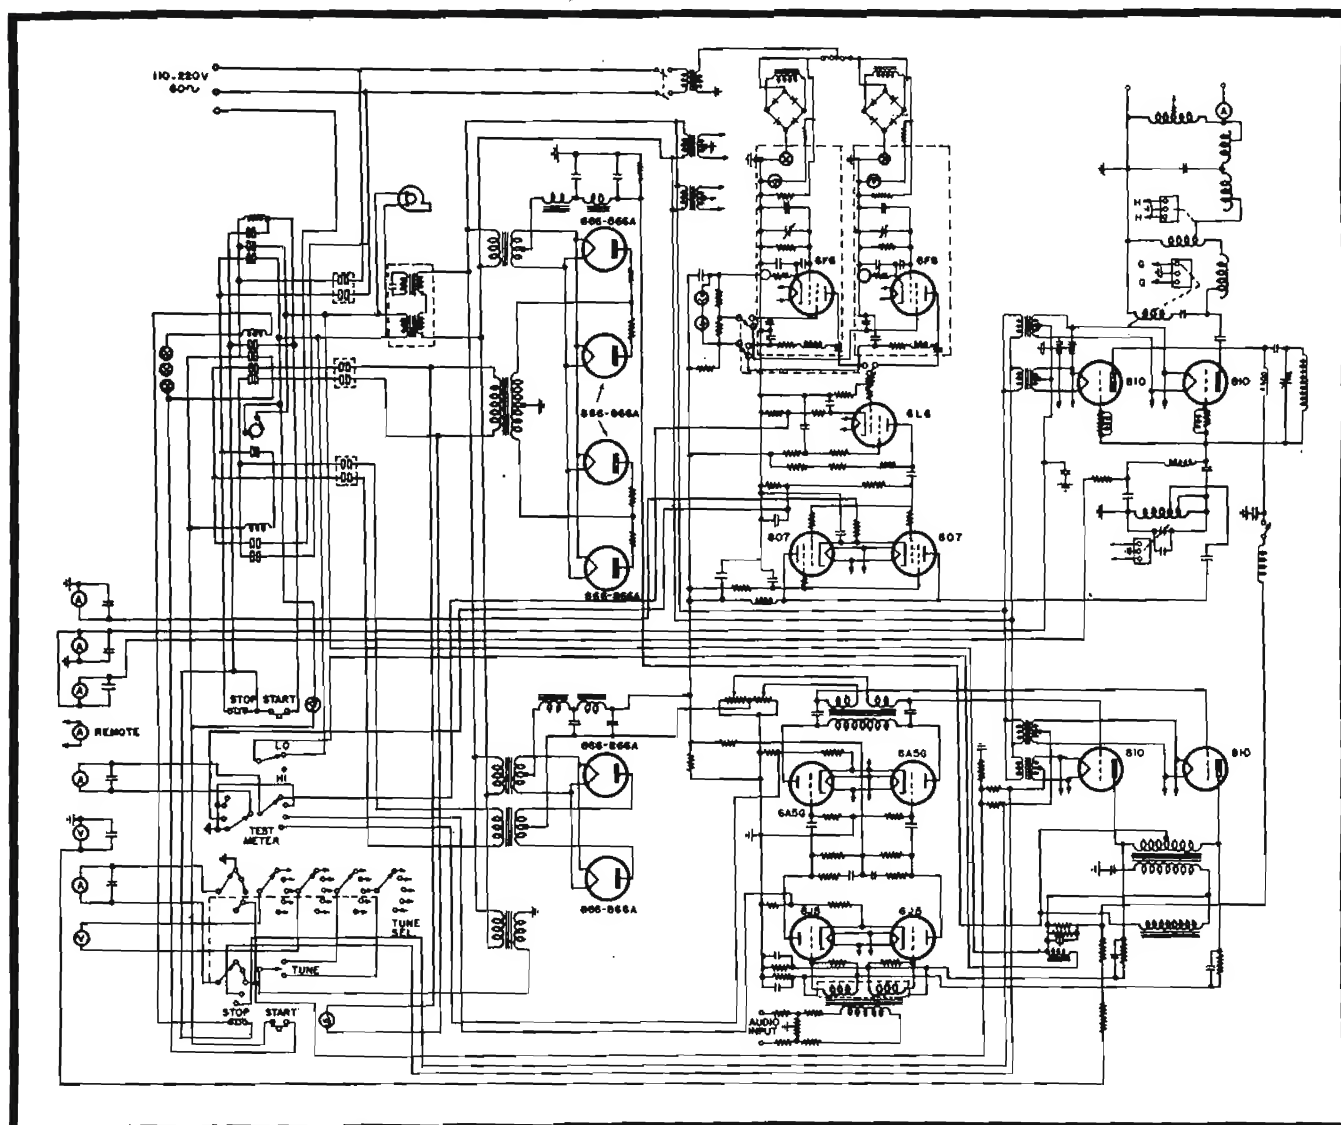 110-220V
60~
866-866A
6F6
6F6
H
H
G
G
810
810
866-866A
6L6
807
807
866-866A
STOP START
REMOTE
LO
HI
TEST
METER
866-866A
6A5G
6A5G
810
810
866-866A
6J5
6J5
TUNE
SEL.
TUNE
STOP
START
AUDIO
INPUT
A
A
A
A
A
A
V
A
V